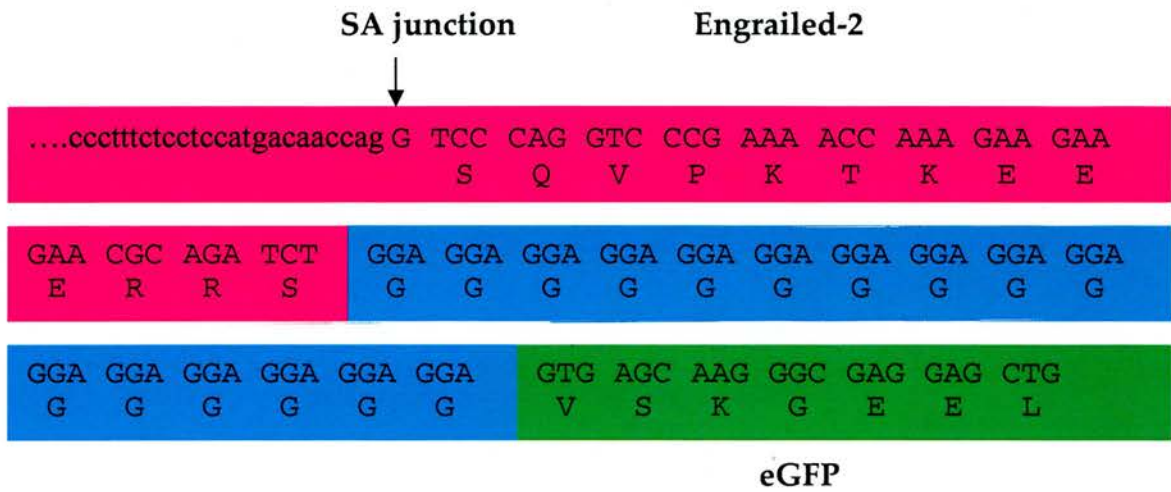 SA junction Engrailed-2
....ccctttctcctccatgacaaccagG TCC CAG GTC CCG AAA ACC AAA GAA GAA
S Q V P K T K E E
GAA CGC AGA TCT GGA GGA GGA GGA GGA GGA GGA GGA GGA GGA
E R R S G G G G G G G G G G
GGA GGA GGA GGA GGA GGA GTG AGC AAG GGC GAG GAG CTG
G G G G G G V S K G E E L
eGFP